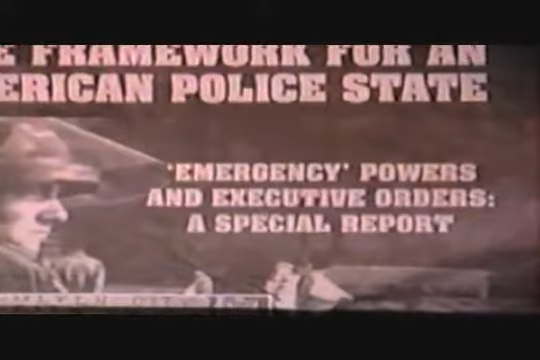 E FRAMEWORK FOR AN
ERICAN POLICE STATE
'EMERGENCY' POWERS
AND EXECUTIVE ORDERS:
A SPECIAL REPORT